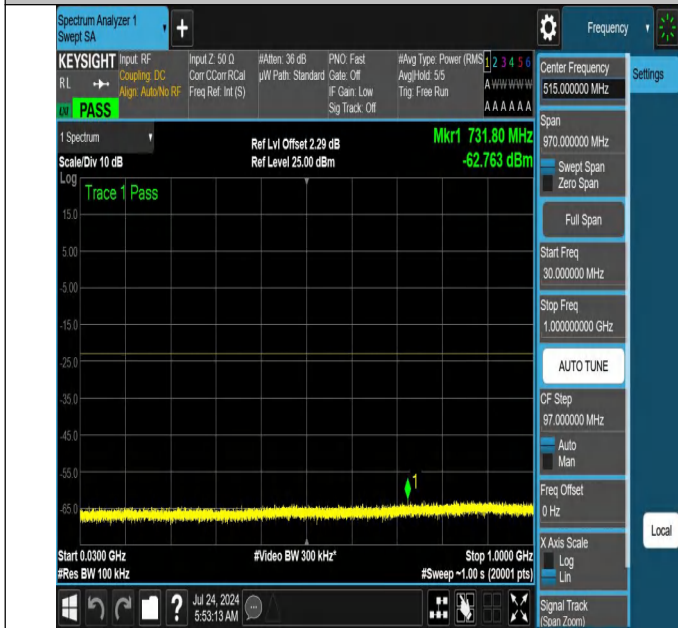 Spectrum Analyzer 1
Swept SA
+
Frequency
KEYSIGHT
RL
LXI
PASS
Input: RF
Coupling: DC
Align: Auto/No RF
Input Z: 50 Ω
Corr CCorr RCal
Freq Ref: Int (S)
#Atten: 36 dB
µW Path: Standard
PNO: Fast
Gate: Off
IF Gain: Low
Sig Track: Off
#Avg Type: Power (RMS
Avg|Hold: 5/5
Trig: Free Run
1 2 3 4 5 6
A W W W W W
A A A A A A
1 Spectrum
Scale/Div 10 dB
Log
Ref Lvl Offset 2.29 dB
Ref Level 25.00 dBm
Mkr1 731.80 MHz
-62.763 dBm
Trace 1 Pass
15.0
5.00
-5.00
-15.0
-25.0
-35.0
-45.0
-55.0
-65.0
1
Start 0.0300 GHz
#Res BW 100 kHz
#Video BW 300 kHz*
Stop 1.0000 GHz
#Sweep ~1.00 s (20001 pts)
?
Jul 24, 2024
5:53:13 AM
Center Frequency
515.000000 MHz
Settings
Span
970.000000 MHz
Swept Span
Zero Span
Full Span
Start Freq
30.000000 MHz
Stop Freq
1.000000000 GHz
AUTO TUNE
CF Step
97.000000 MHz
Auto
Man
Freq Offset
0 Hz
X Axis Scale
Log
Lin
Local
Signal Track
(Span Zoom)